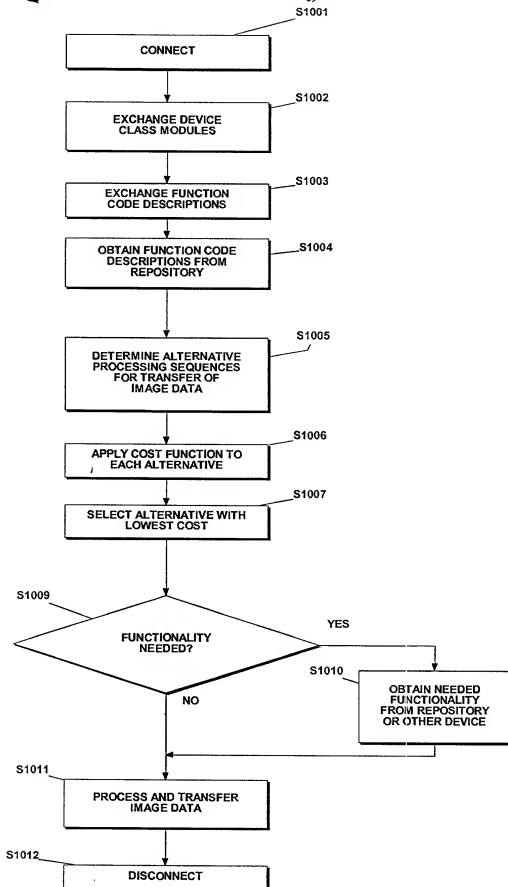 S1001
CONNECT
S1002
EXCHANGE DEVICE
CLASS MODULES
S1003
EXCHANGE FUNCTION
CODE DESCRIPTIONS
S1004
OBTAIN FUNCTION CODE
DESCRIPTIONS FROM
REPOSITORY
S1005
DETERMINE ALTERNATIVE
PROCESSING SEQUENCES
FOR TRANSFER OF
IMAGE DATA
S1006
APPLY COST FUNCTION TO
EACH ALTERNATIVE
S1007
SELECT ALTERNATIVE WITH
LOWEST COST
S1009
FUNCTIONALITY
NEEDED?
YES
S1010
OBTAIN NEEDED
FUNCTIONALITY
FROM REPOSITORY
OR OTHER DEVICE
NO
S1011
PROCESS AND TRANSFER
IMAGE DATA
S1012
DISCONNECT